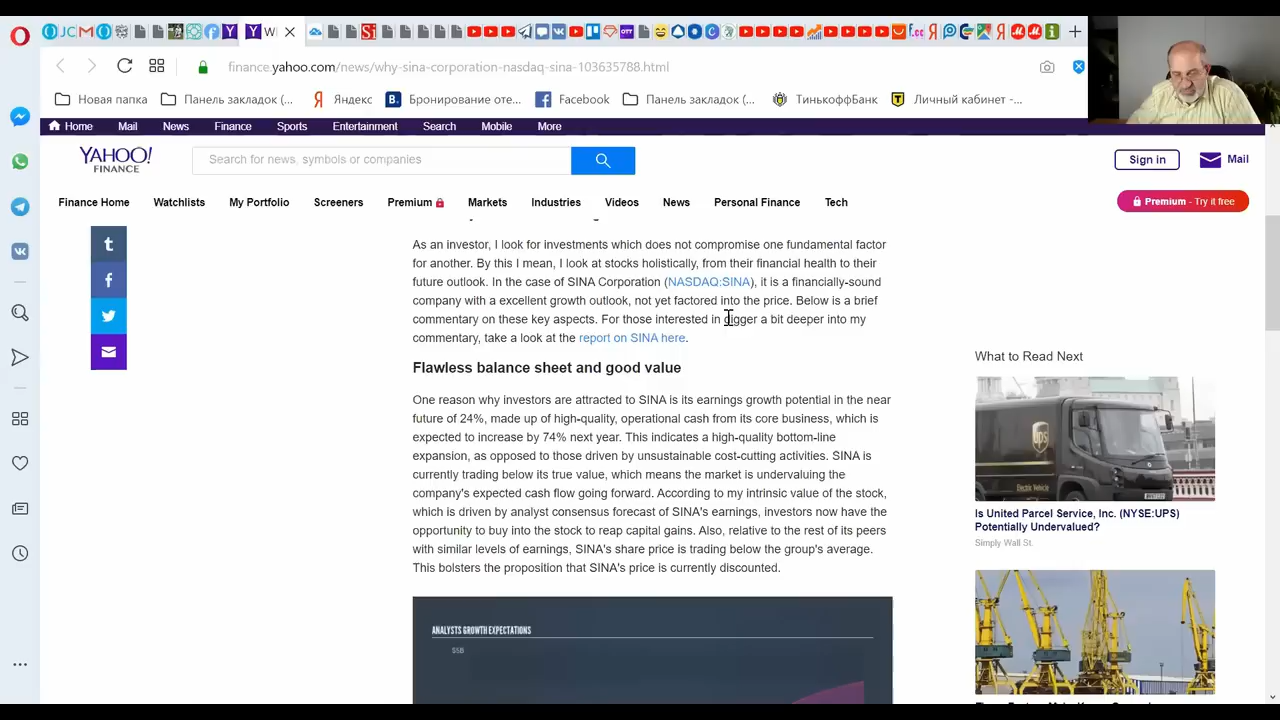 finance.yahoo.com/news/why-sina-corporation-nasdaq-sina-103635788.html
Новая папка
Панель закладок (...
Яндекс
Бронирование оте...
Facebook
Панель закладок (...
ТинькоффБанк
Личный кабинет -...
Home Mail News Finance Sports Entertainment Search Mobile More
YAHOO!
FINANCE
Search for news, symbols or companies
Sign in
Mail
Finance Home Watchlists My Portfolio Screeners Premium Markets Industries Videos News Personal Finance Tech
Premium - Try it free
As an investor, I look for investments which does not compromise one fundamental factor
for another. By this I mean, I look at stocks holistically, from their financial health to their
future outlook. In the case of SINA Corporation (NASDAQ:SINA), it is a financially-sound
company with a excellent growth outlook, not yet factored into the price. Below is a brief
commentary on these key aspects. For those interested in digger a bit deeper into my
commentary, take a look at the report on SINA here.
Flawless balance sheet and good value
One reason why investors are attracted to SINA is its earnings growth potential in the near
future of 24%, made up of high-quality, operational cash from its core business, which is
expected to increase by 74% next year. This indicates a high-quality bottom-line
expansion, as opposed to those driven by unsustainable cost-cutting activities. SINA is
currently trading below its true value, which means the market is undervaluing the
company's expected cash flow going forward. According to my intrinsic value of the stock,
which is driven by analyst consensus forecast of SINA's earnings, investors now have the
opportunity to buy into the stock to reap capital gains. Also, relative to the rest of its peers
with similar levels of earnings, SINA's share price is trading below the group's average.
This bolsters the proposition that SINA's price is currently discounted.
ANALYSTS GROWTH EXPECTATIONS
$5B
What to Read Next
ups
Electric Vehicle
Is United Parcel Service, Inc. (NYSE:UPS)
Potentially Undervalued?
Simply Wall St.